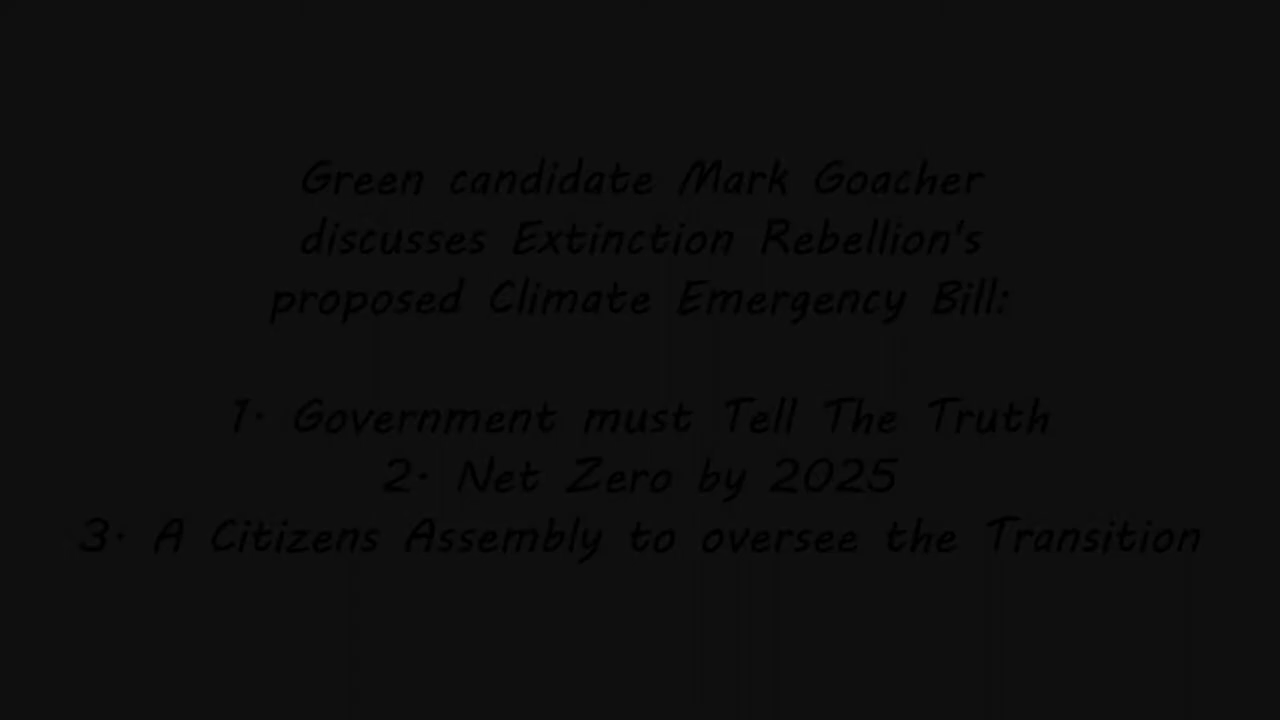 Green candidate Mark Goacher
discusses Extinction Rebellion's
proposed Climate Emergency Bill:
1. Government must Tell The Truth
2. Net Zero by 2025
3. A Citizens Assembly to oversee the Transition